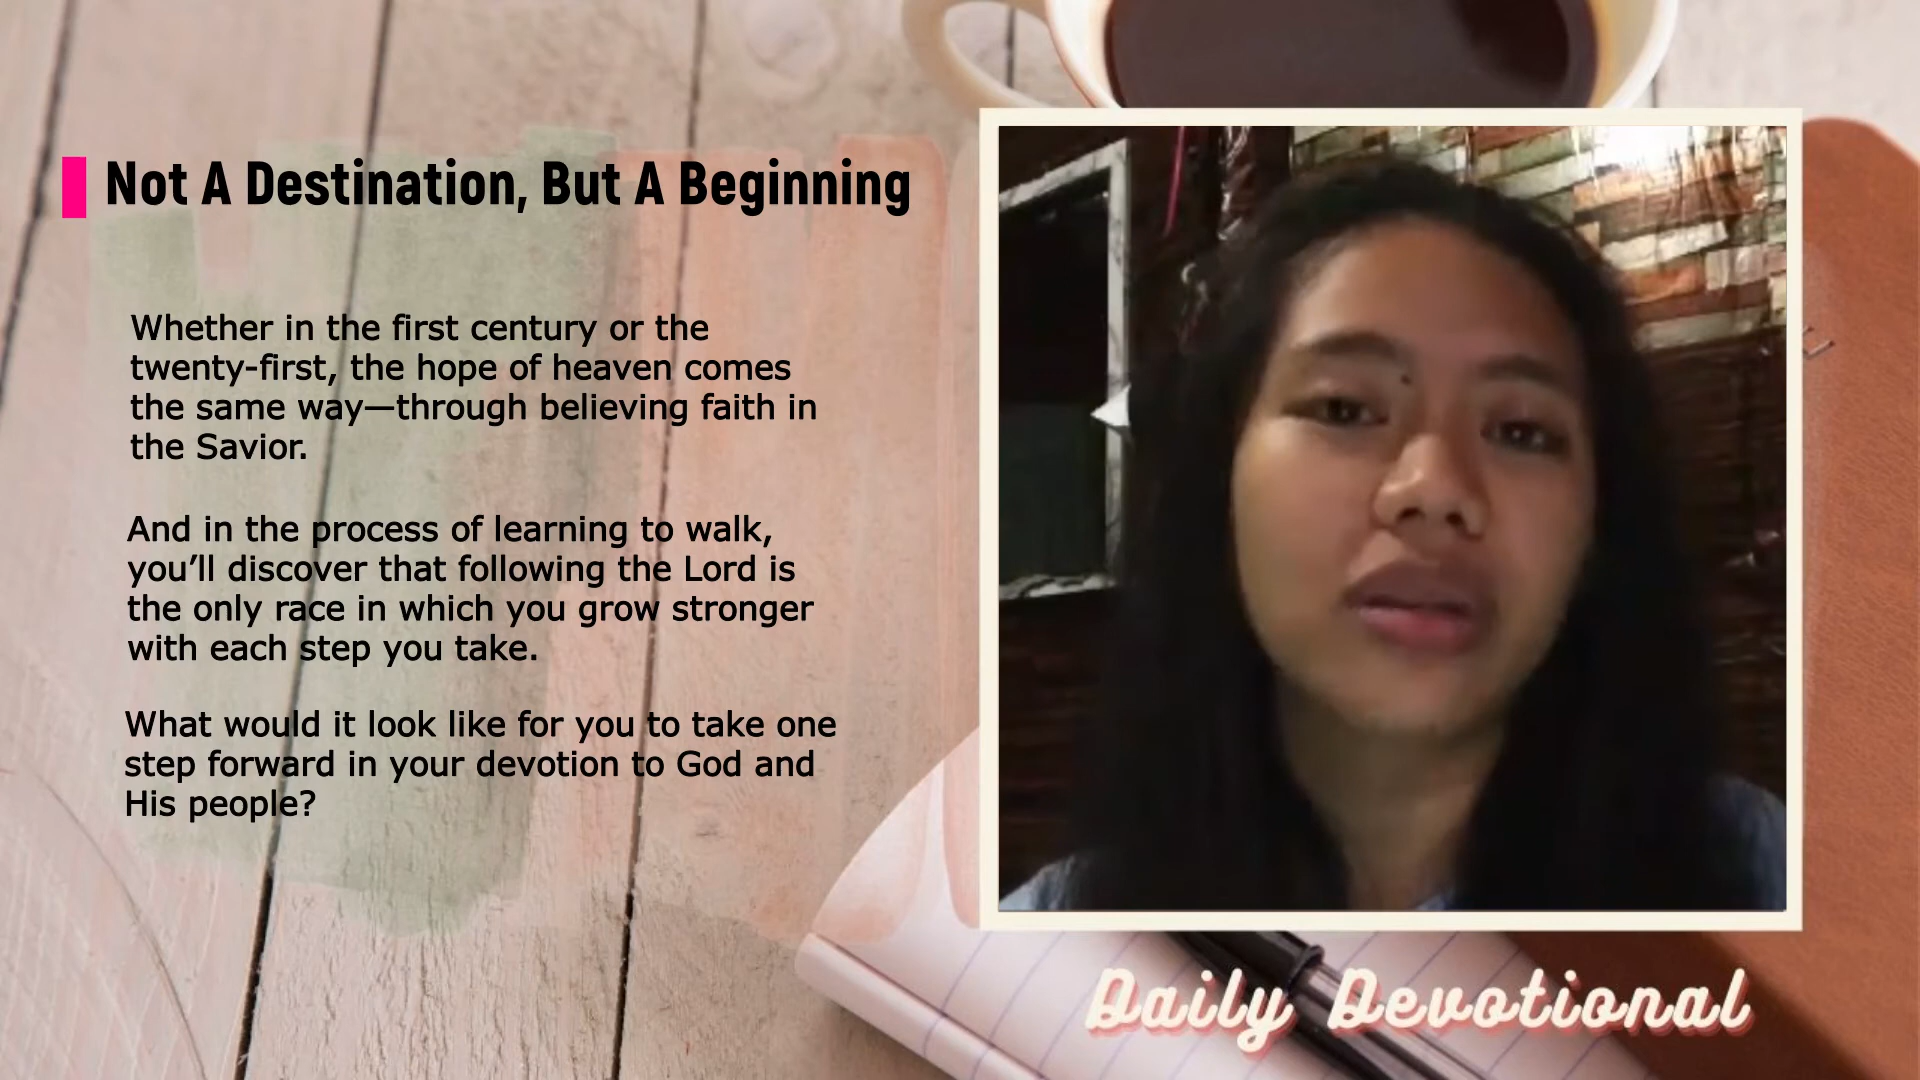 Not A Destination, But A Beginning
Whether in the first century or the
twenty-first, the hope of heaven comes
the same way—through believing faith in
the Savior.
And in the process of learning to walk,
you’ll discover that following the Lord is
the only race in which you grow stronger
with each step you take.
What would it look like for you to take one
step forward in your devotion to God and
His people?
Daily Devotional